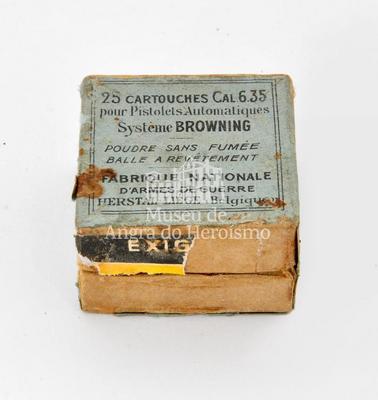 25 CARTOUCHES CAL 6.35
pour Pistolets Automatiques
Système BROWNING
POUDRE SANS FUMÉE
BALLE A REVÊTEMENT
FABRIQUE NATIONALE
D'ARMES DE GUERRE
HERSTAL LIÈGE (Belgique)
Museu de
Angra do Heroísmo
EXIG